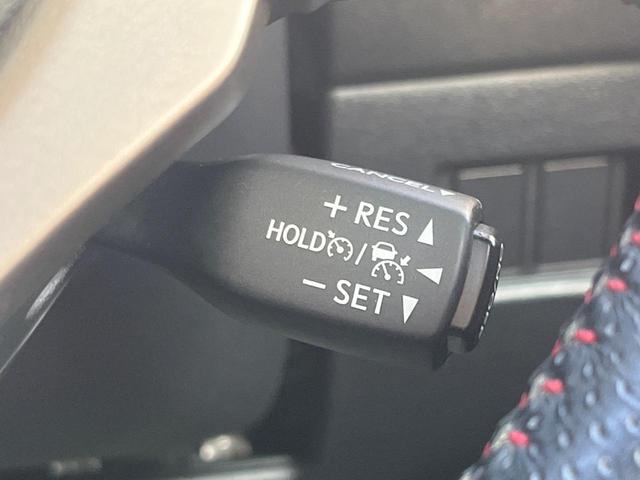 CANCEL
+ RES
HOLD /
– SET